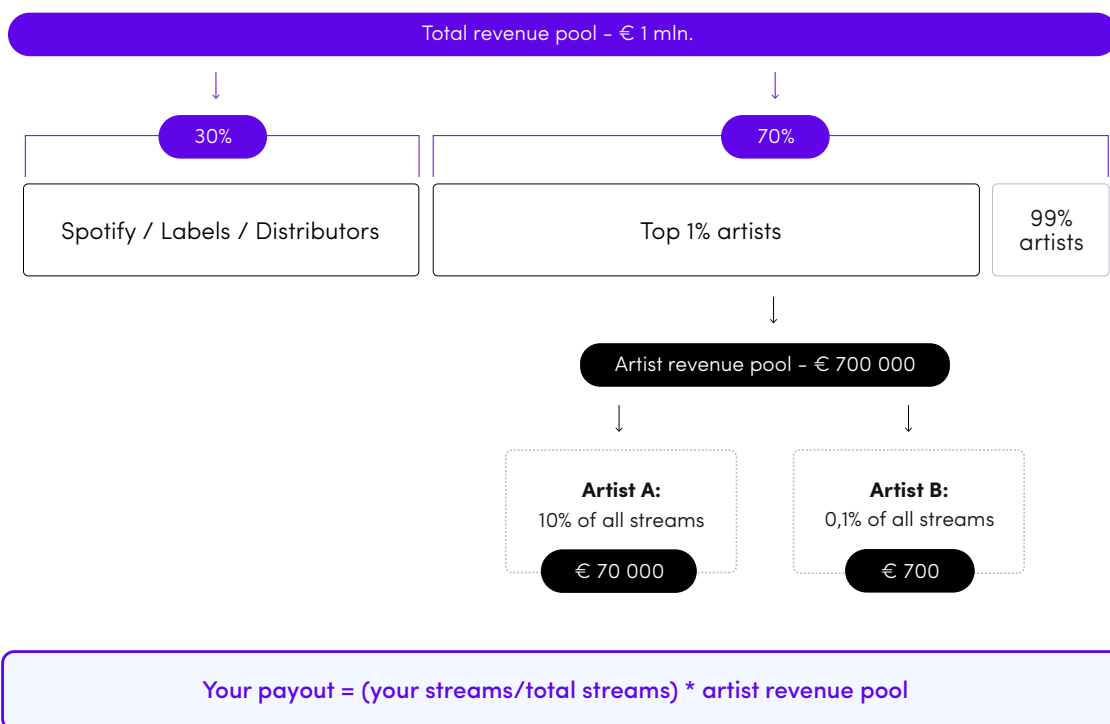 Total revenue pool - € 1 mln.
30%
70%
Spotify / Labels / Distributors
Top 1% artists
99%
artists
Artist revenue pool - € 700 000
Artist A:
10% of all streams
€ 70 000
Artist B:
0,1% of all streams
€ 700
Your payout = (your streams/total streams) * artist revenue pool